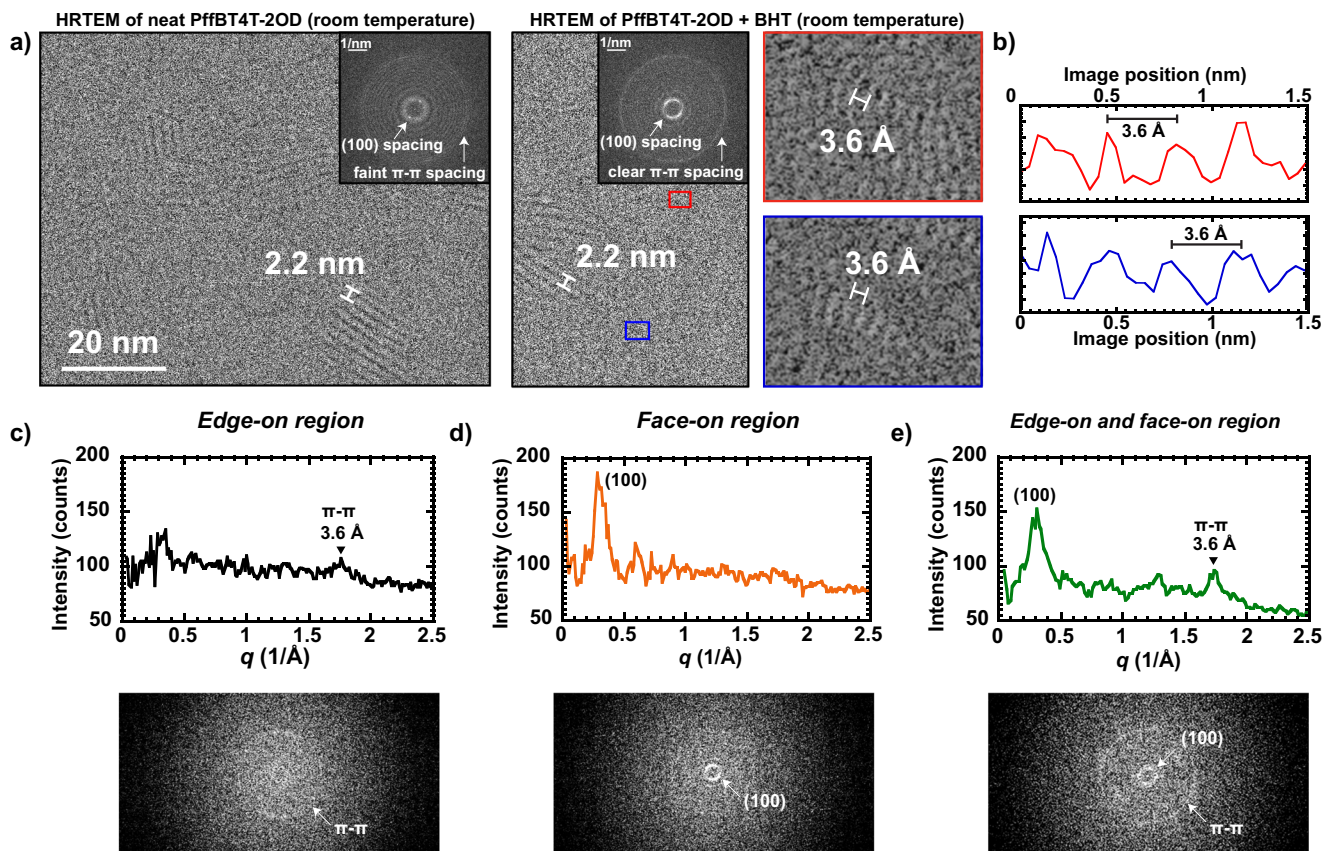 HRTEM of neat PffBT4T-2OD (room temperature)
HRTEM of PffBT4T-2OD + BHT (room temperature)
a)
1/nm
(100) spacing
faint π-π spacing
2.2 nm
20 nm
1/nm
(100) spacing
clear π-π spacing
2.2 nm
3.6 Å
3.6 Å
b)
Image position (nm)
0 0.5 1 1.5
3.6 Å
3.6 Å
0 0.5 1 1.5
Image position (nm)
c)
Edge-on region
Intensity (counts)
200
150
100
50
π-π
3.6 Å
0 0.5 1 1.5 2 2.5
q (1/Å)
π-π
d)
Face-on region
Intensity (counts)
200
150
100
50
(100)
0 0.5 1 1.5 2 2.5
q (1/Å)
(100)
e)
Edge-on and face-on region
Intensity (counts)
200
150
100
50
(100)
π-π
3.6 Å
0 0.5 1 1.5 2 2.5
q (1/Å)
(100)
π-π